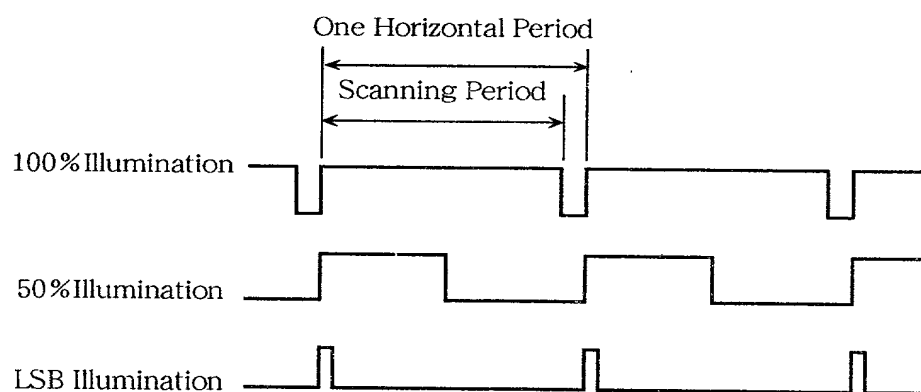 One Horizontal Period
Scanning Period
100%Illumination
50%Illumination
LSB Illumination